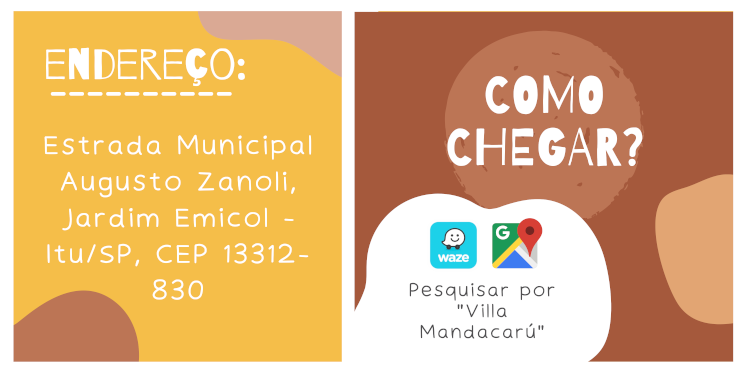 ENDEREÇO:
Estrada Municipal
Augusto Zanoli,
Jardim Emicol -
Itu/SP, CEP 13312-
830
COMO
CHEGAR?
waze
G
Pesquisar por
"Villa
Mandacarú"